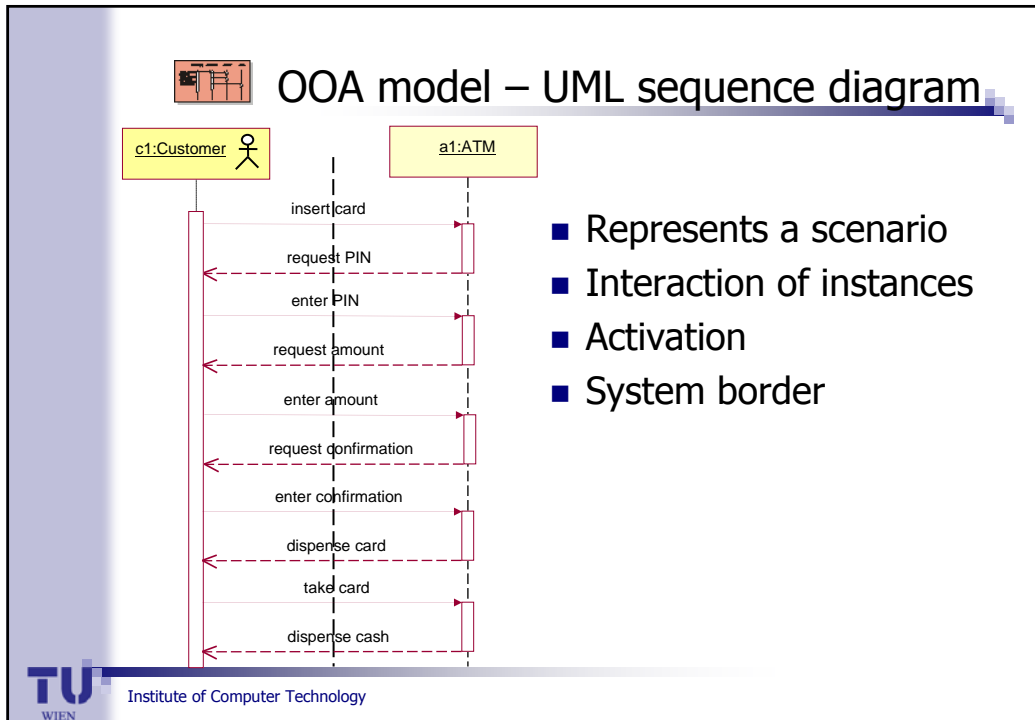 OOA model – UML sequence diagram
c1:Customer
a1:ATM
insert card
request PIN
enter PIN
request amount
enter amount
request confirmation
enter confirmation
dispense card
take card
dispense cash
Represents a scenario
Interaction of instances
Activation
System border
TU
WIEN
Institute of Computer Technology